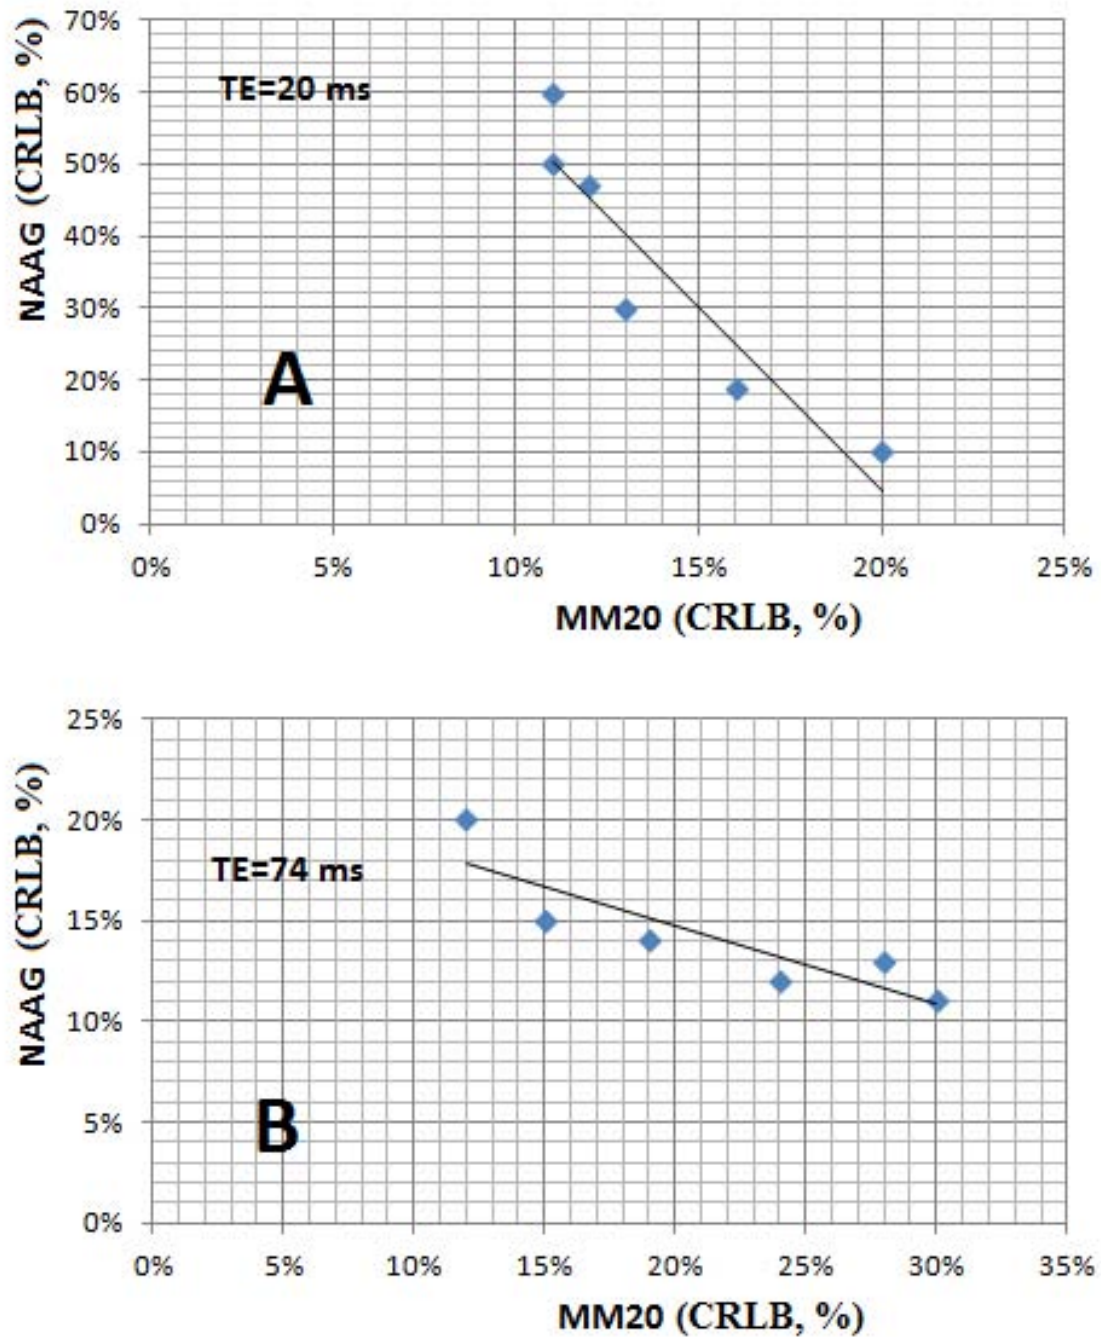 NAAG (CRLB, %)
70%
60%
50%
40%
30%
20%
10%
0%
TE=20 ms
A
0% 5% 10% 15% 20% 25%
MM20 (CRLB, %)
NAAG (CRLB, %)
25%
20%
15%
10%
5%
0%
TE=74 ms
B
0% 5% 10% 15% 20% 25% 30% 35%
MM20 (CRLB, %)